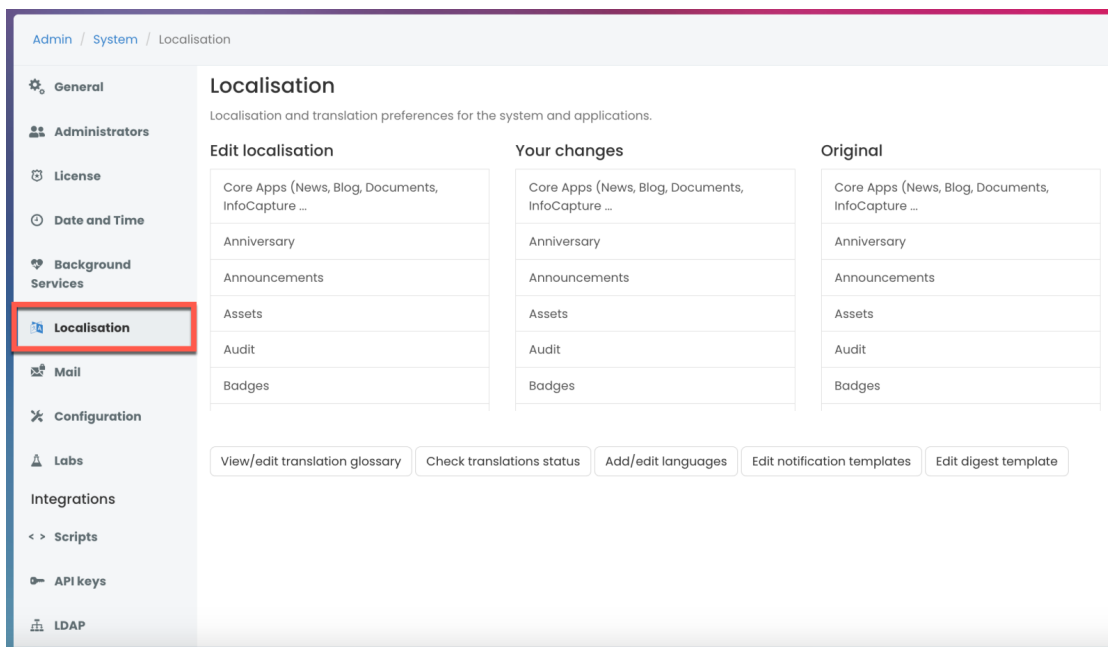 Admin / System / Localisation
General
Administrators
License
Date and Time
Background
Services
Localisation
Mail
Configuration
Labs
Integrations
Scripts
API keys
LDAP
Localisation
Localisation and translation preferences for the system and applications.
Edit localisation
Core Apps (News, Blog, Documents,
InfoCapture ...
Anniversary
Announcements
Assets
Audit
Badges
Your changes
Core Apps (News, Blog, Documents,
InfoCapture ...
Anniversary
Announcements
Assets
Audit
Badges
Original
Core Apps (News, Blog, Documents,
InfoCapture ...
Anniversary
Announcements
Assets
Audit
Badges
View/edit translation glossary
Check translations status
Add/edit languages
Edit notification templates
Edit digest template